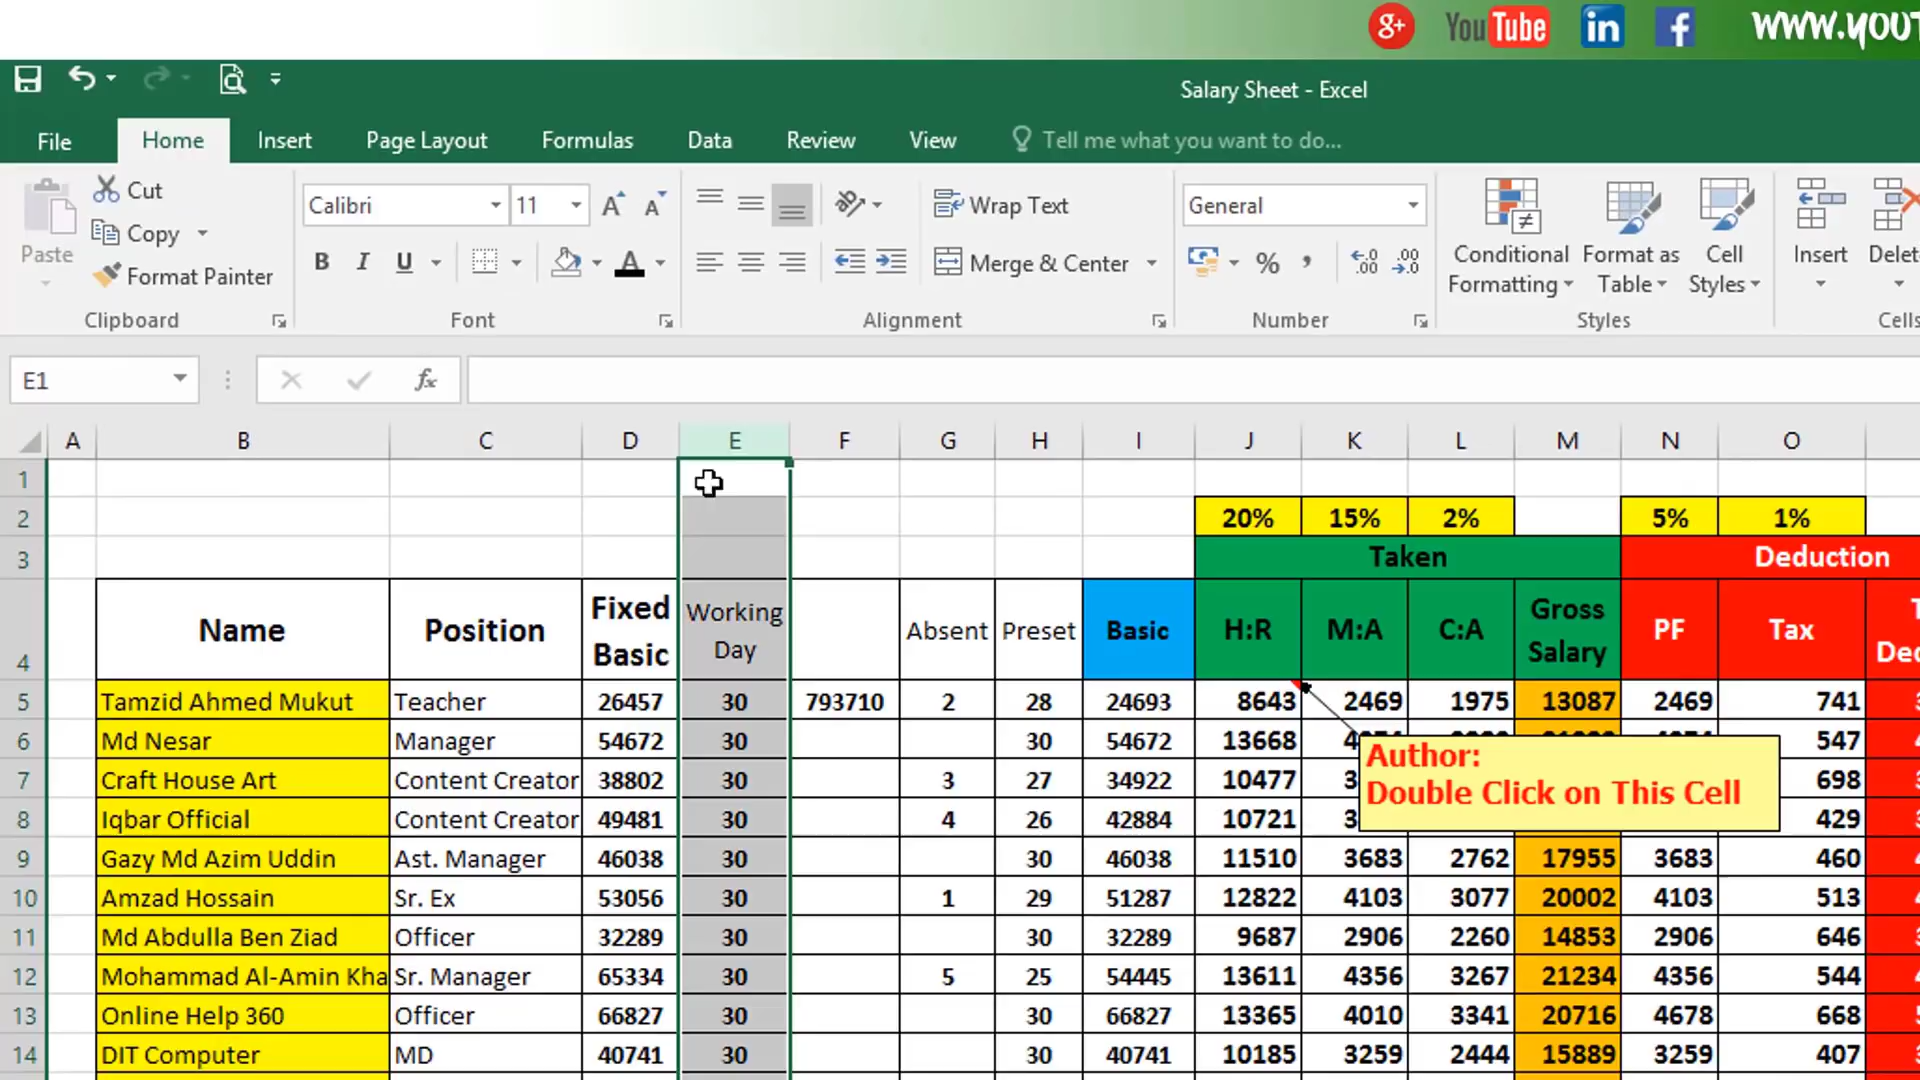 g+ YouTube in f WWW.YOUT
Salary Sheet - Excel
File Home Insert Page Layout Formulas Data Review View Tell me what you want to do...
Paste Cut Copy Format Painter Clipboard
Calibri 11 A A B I U A Font
Wrap Text Merge & Center Alignment
General % , .00 .00 Number
Conditional Formatting Format as Table Cell Styles Styles
Insert Delet Cells
E1 fx
A B C D E F G H I J K L M N O
1
2 20% 15% 2% 5% 1%
3 Taken Deduction
4 Name Position Fixed Basic Working Day Absent Preset Basic H:R M:A C:A Gross Salary PF Tax
5 Tamzid Ahmed Mukut Teacher 26457 30 793710 2 28 24693 8643 2469 1975 13087 2469 741
6 Md Nesar Manager 54672 30 30 54672 13668 547
7 Craft House Art Content Creator 38802 30 3 27 34922 10477 698
8 Iqbar Official Content Creator 49481 30 4 26 42884 10721 429
Author:
Double Click on This Cell
9 Gazy Md Azim Uddin Ast. Manager 46038 30 30 46038 11510 3683 2762 17955 3683 460
10 Amzad Hossain Sr. Ex 53056 30 1 29 51287 12822 4103 3077 20002 4103 513
11 Md Abdulla Ben Ziad Officer 32289 30 30 32289 9687 2906 2260 14853 2906 646
12 Mohammad Al-Amin Kha Sr. Manager 65334 30 5 25 54445 13611 4356 3267 21234 4356 544
13 Online Help 360 Officer 66827 30 30 66827 13365 4010 3341 20716 4678 668
14 DIT Computer MD 40741 30 30 40741 10185 3259 2444 15889 3259 407